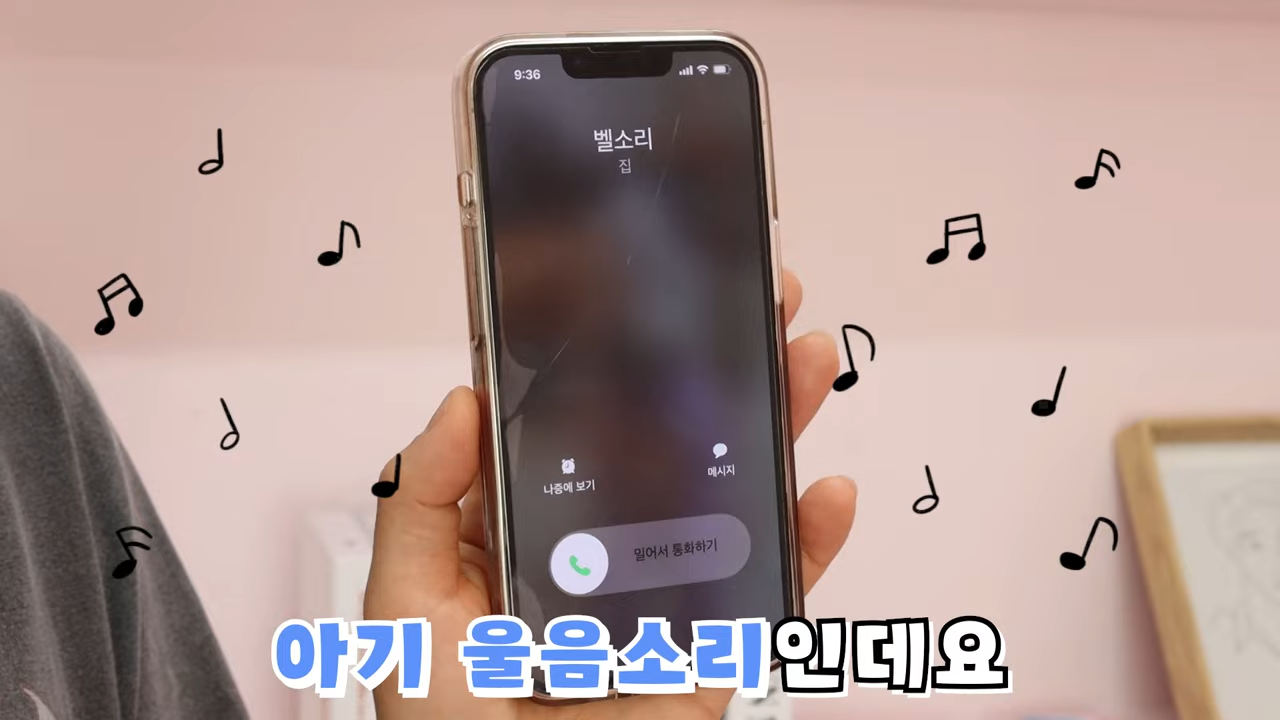 9:36
벨소리
집
나중에 보기
메시지
밀어서 통화하기
아기 울음소리인데요